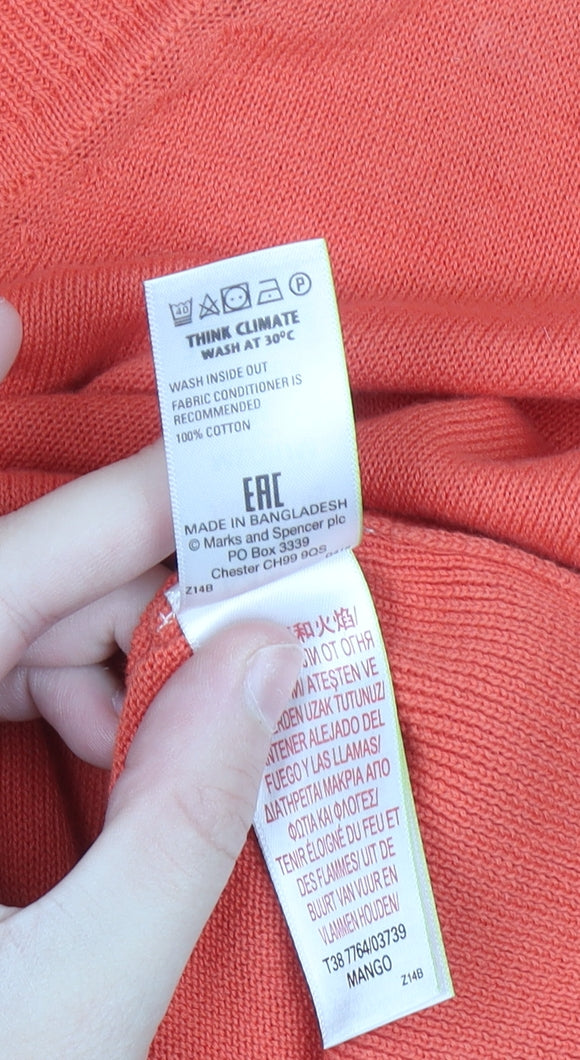 40 P
THINK CLIMATE
WASH AT 30°C
WASH INSIDE OUT
FABRIC CONDITIONER IS
RECOMMENDED
100% COTTON
EAC
MADE IN BANGLADESH
© Marks and Spencer plc
PO Box 3339
Chester CH99 9QS
Z14B
和火焰/
ОТ ОГНЯ
ATEŞTEN VE
UZAK TUTUNUZ/
ALEJADO DEL
FUEGO Y LAS LLAMAS/
ΔΙΑΤΗΡΕΙΤΑΙ ΜΑΚΡΙΑ ΑΠΟ
ΦΩΤΙΑ ΚΑΙ ΦΛΟΓΕΣ/
TENIR ÉLOIGNÉ DU FEU ET
DES FLAMMES/ UIT DE
BUURT VAN VUUR EN
VLAMMEN HOUDEN/
T38 7764/03739
MANGO
Z14B